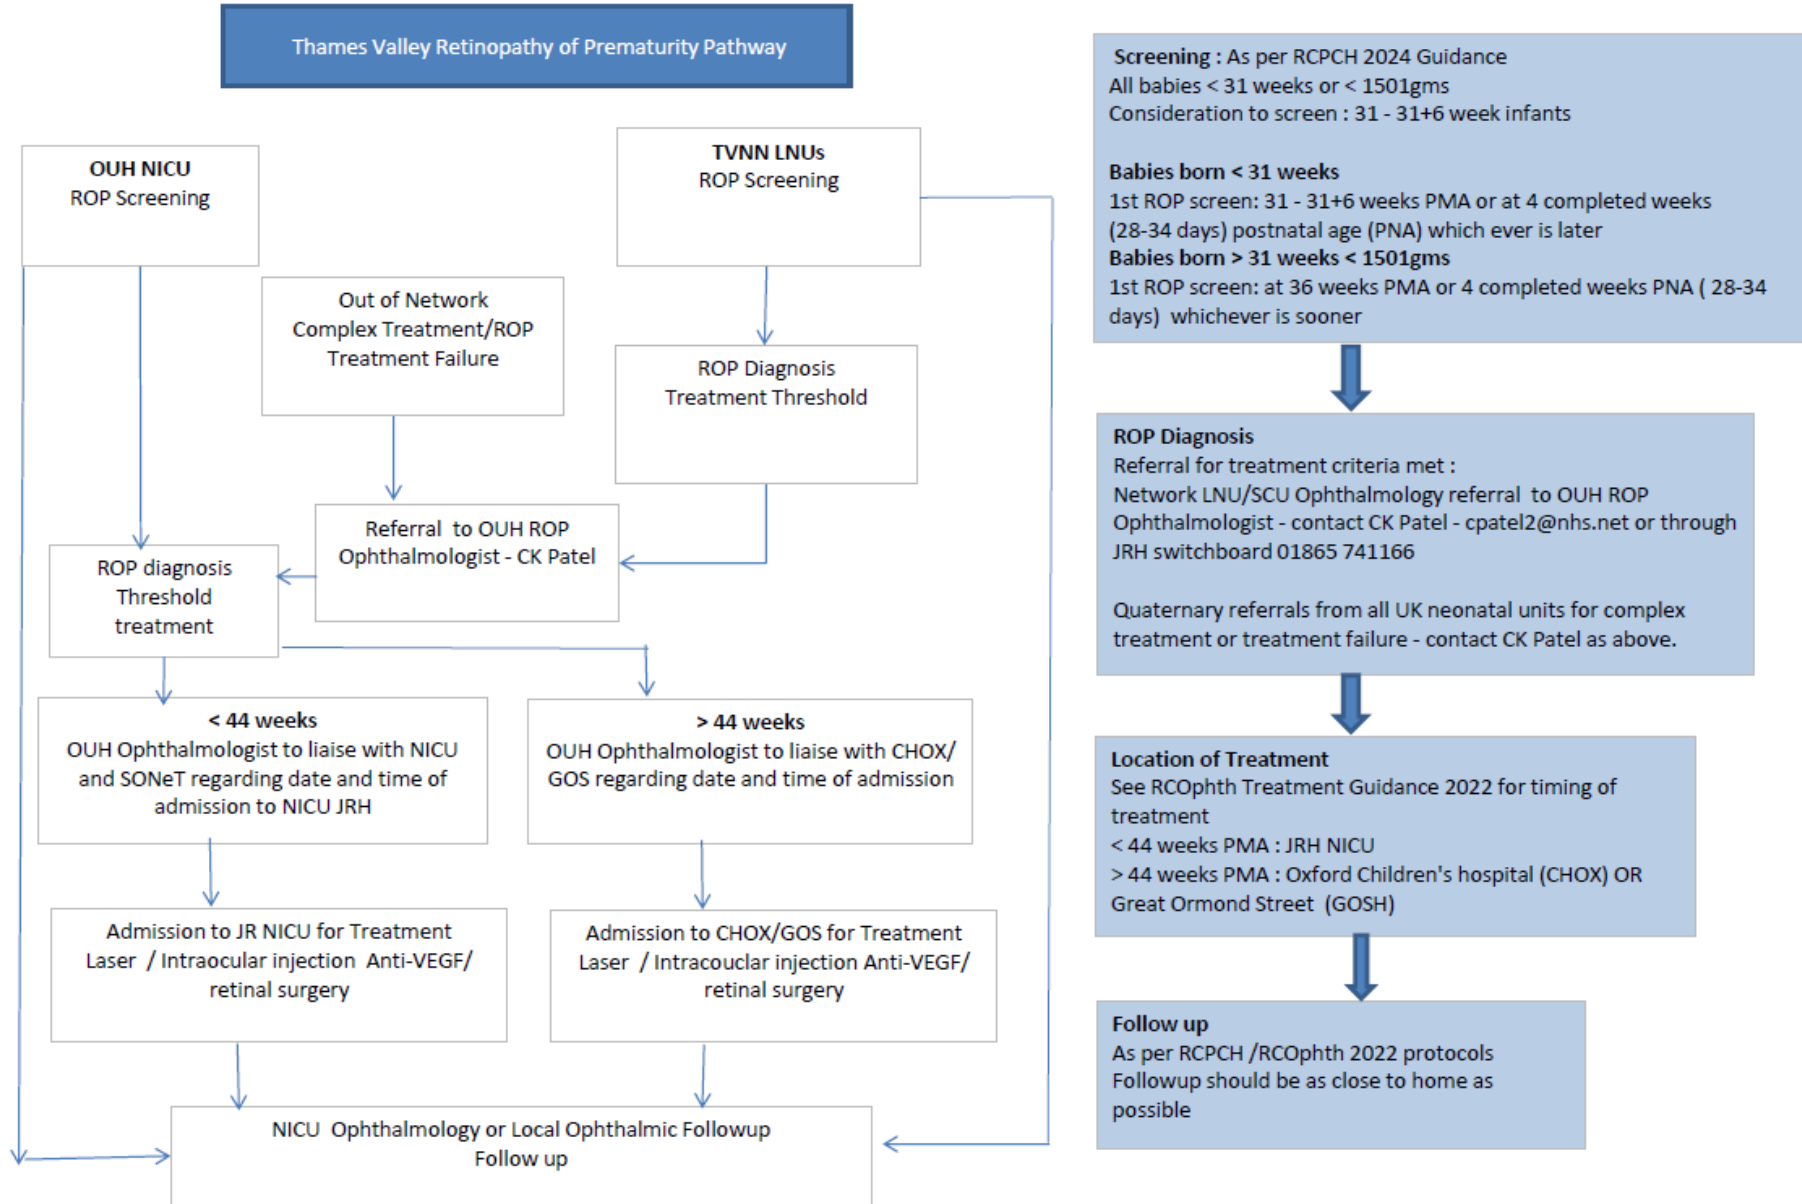 Thames Valley Retinopathy of Prematurity Pathway
OUH NICU
ROP Screening
TVNN LNUs
ROP Screening
Out of Network
Complex Treatment/ROP
Treatment Failure
ROP Diagnosis
Treatment Threshold
Referral to OUH ROP
Ophthalmologist - CK Patel
ROP diagnosis
Threshold
treatment
< 44 weeks
OUH Ophthalmologist to liaise with NICU
and SONeT regarding date and time of
admission to NICU JRH
> 44 weeks
OUH Ophthalmologist to liaise with CHOX/
GOS regarding date and time of admission
Admission to JR NICU for Treatment
Laser / Intraocular injection Anti-VEGF/
retinal surgery
Admission to CHOX/GOS for Treatment
Laser / Intracouclar injection Anti-VEGF/
retinal surgery
NICU Ophthalmology or Local Ophthalmic Followup
Follow up
Screening : As per RCPCH 2024 Guidance
All babies < 31 weeks or < 1501gms
Consideration to screen : 31 - 31+6 week infants
Babies born < 31 weeks
1st ROP screen: 31 - 31+6 weeks PMA or at 4 completed weeks
(28-34 days) postnatal age (PNA) which ever is later
Babies born > 31 weeks < 1501gms
1st ROP screen: at 36 weeks PMA or 4 completed weeks PNA ( 28-34
days) whichever is sooner
ROP Diagnosis
Referral for treatment criteria met :
Network LNU/SCU Ophthalmology referral to OUH ROP
Ophthalmologist - contact CK Patel - cpatel2@nhs.net or through
JRH switchboard 01865 741166
Quaternary referrals from all UK neonatal units for complex
treatment or treatment failure - contact CK Patel as above.
Location of Treatment
See RCOphth Treatment Guidance 2022 for timing of
treatment
< 44 weeks PMA : JRH NICU
> 44 weeks PMA : Oxford Children's hospital (CHOX) OR
Great Ormond Street (GOSH)
Follow up
As per RCPCH /RCOphth 2022 protocols
Followup should be as close to home as
possible